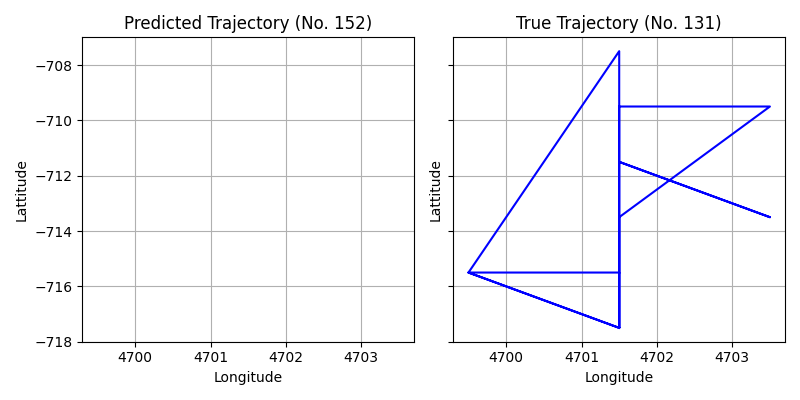 Predicted Trajectory (No. 152)
True Trajectory (No. 131)
−708
−710
−712
−714
−716
−718
Lattitude
Lattitude
4700 4701 4702 4703
4700 4701 4702 4703
Longitude
Longitude